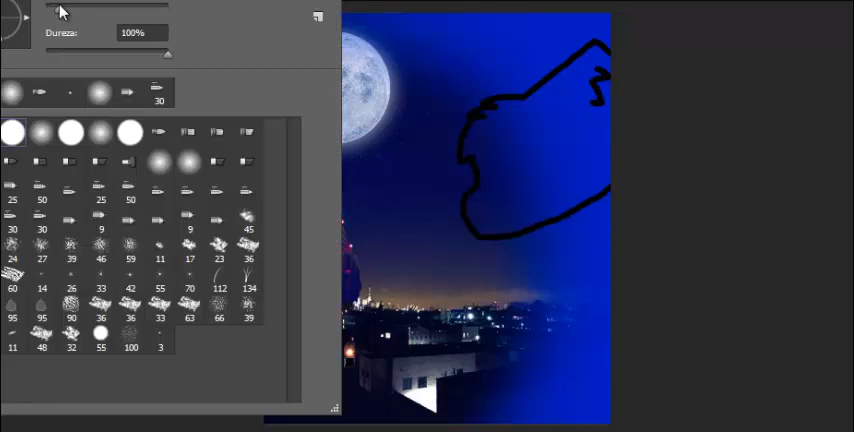 Dureza: 100%
30
25 50 25 50
30 30 9 9 45
24 27 39 46 59 11 17 23 36
60 14 26 33 42 55 70 112 134
95 95 90 36 36 33 63 66 39
11 48 32 55 100 3